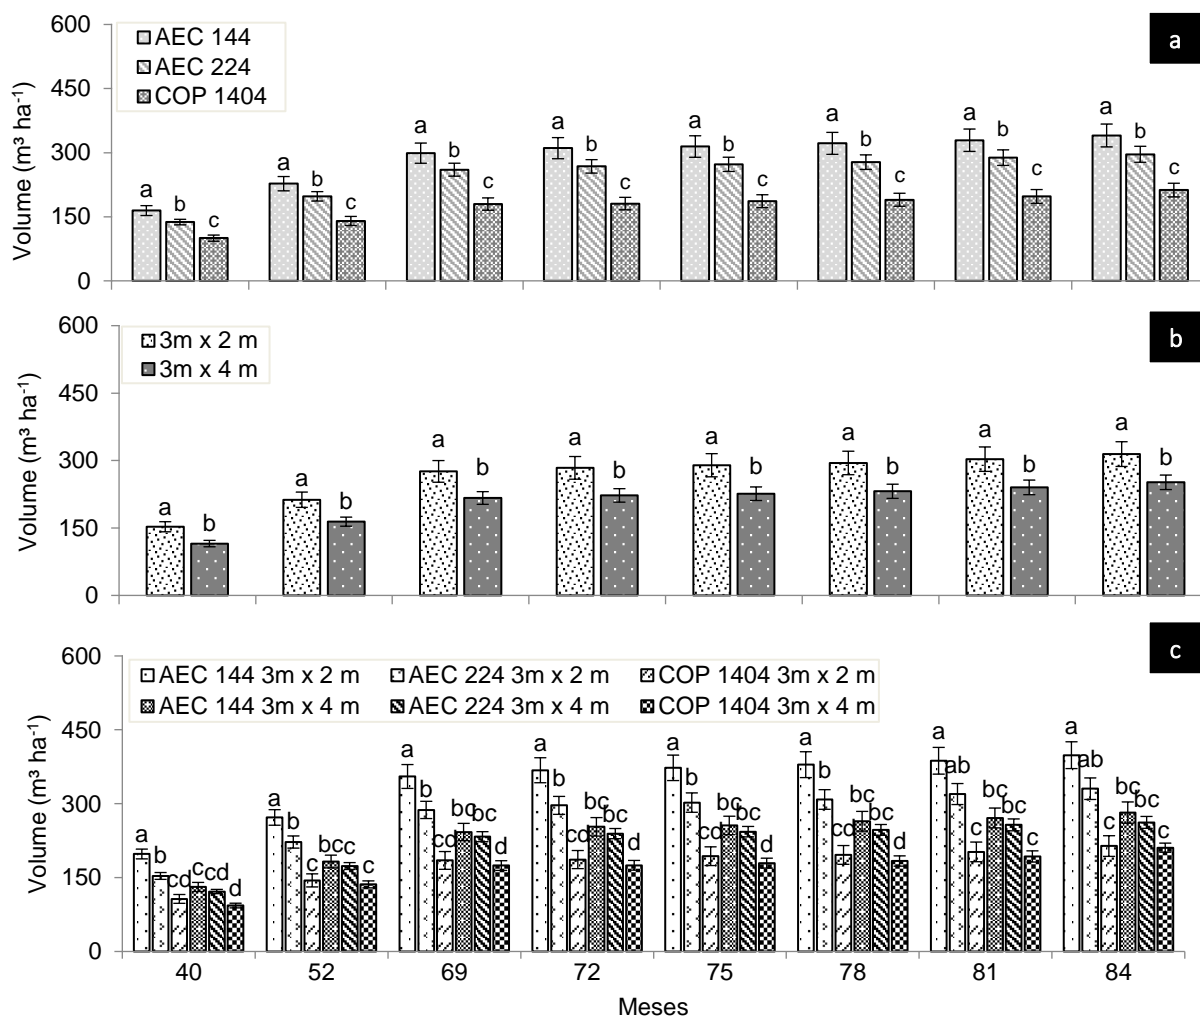 a
600
450
300
150
0
Volume (m³ ha⁻¹)
AEC 144
AEC 224
COP 1404
a b c a b c a b c a b c a b c a b c a b c a b c
b
600
450
300
150
0
Volume (m³ ha⁻¹)
3m x 2 m
3m x 4 m
a b a b a b a b a b a b a b a b
c
600
450
300
150
0
Volume (m³ ha⁻¹)
AEC 144 3m x 2 m AEC 224 3m x 2 m COP 1404 3m x 2 m
AEC 144 3m x 4 m AEC 224 3m x 4 m COP 1404 3m x 4 m
a b cd c cd d a b c bc c c a b cd bc bc d a b cd bc bc d a b cd bc bc d a b cd bc bc d a ab c bc bc c a ab c bc bc c
40 52 69 72 75 78 81 84
Meses